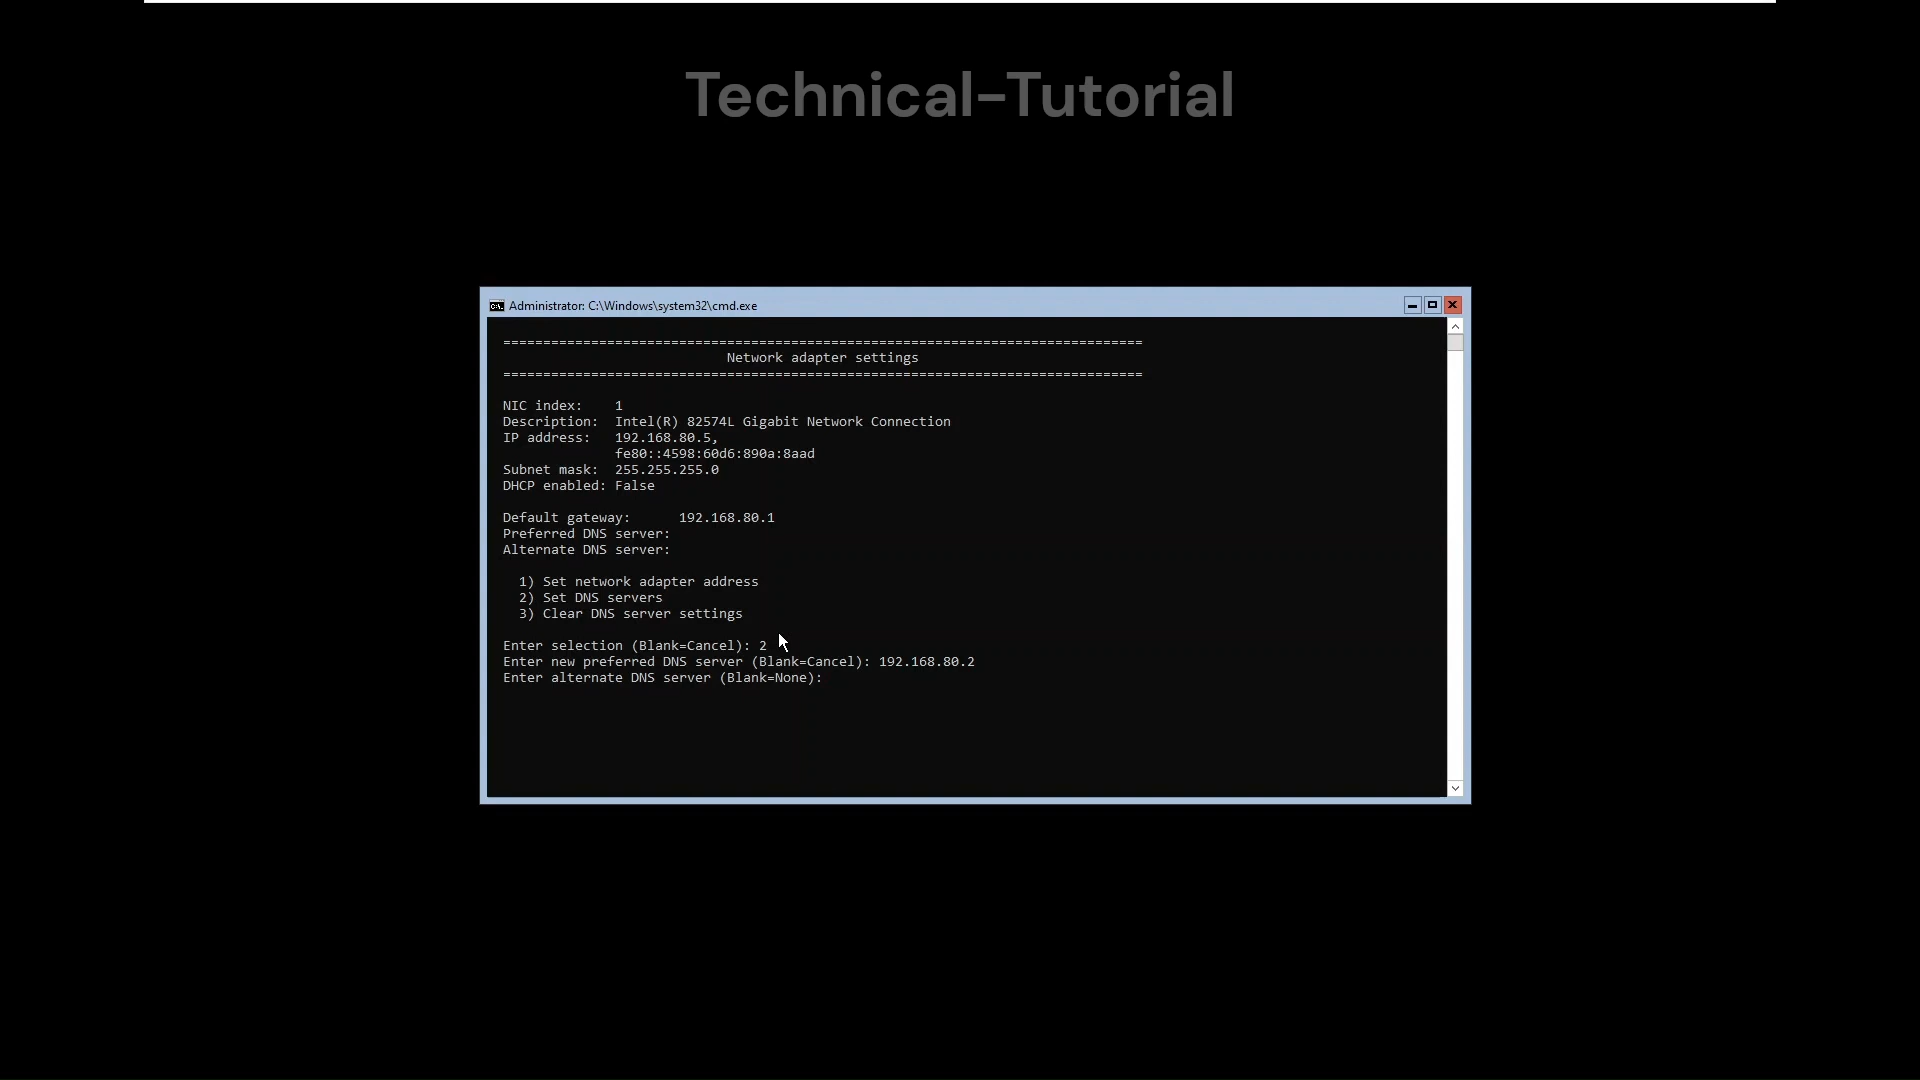 Technical-Tutorial
Administrator: C:\Windows\system32\cmd.exe
================================================================================
Network adapter settings
================================================================================
NIC index: 1
Description: Intel(R) 82574L Gigabit Network Connection
IP address: 192.168.80.5,
fe80::4598:60d6:890a:8aad
Subnet mask: 255.255.255.0
DHCP enabled: False
Default gateway: 192.168.80.1
Preferred DNS server:
Alternate DNS server:
1) Set network adapter address
2) Set DNS servers
3) Clear DNS server settings
Enter selection (Blank=Cancel): 2
Enter new preferred DNS server (Blank=Cancel): 192.168.80.2
Enter alternate DNS server (Blank=None):